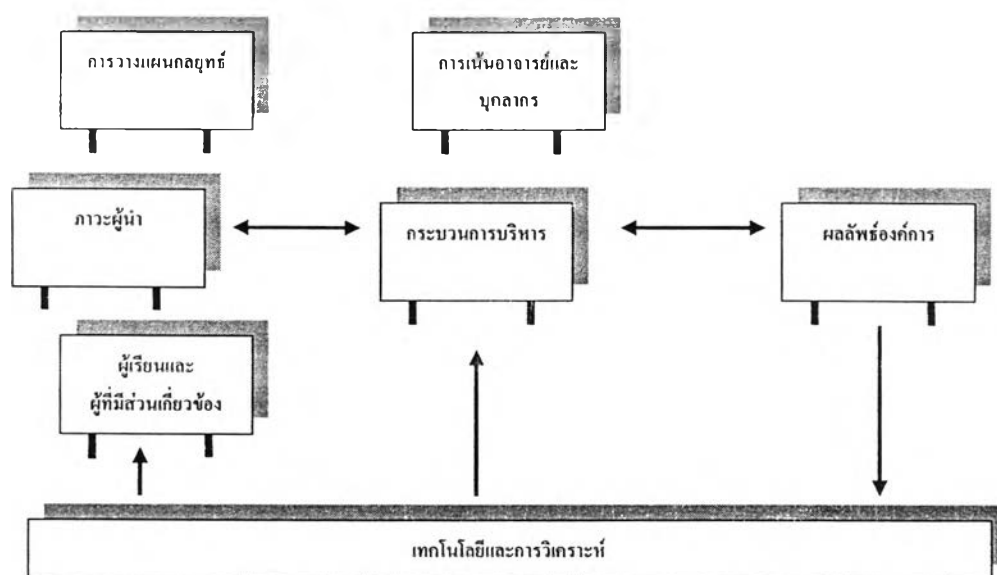 การวางแผนกลยุทธ์
การเน้นอาจารย์และ
บุคลากร
ภาวะผู้นำ
กระบวนการบริหาร
ผลลัพธ์องค์การ
ผู้เรียนและ
ผู้ที่มีส่วนเกี่ยวข้อง
เทคโนโลยีและการวิเคราะห์